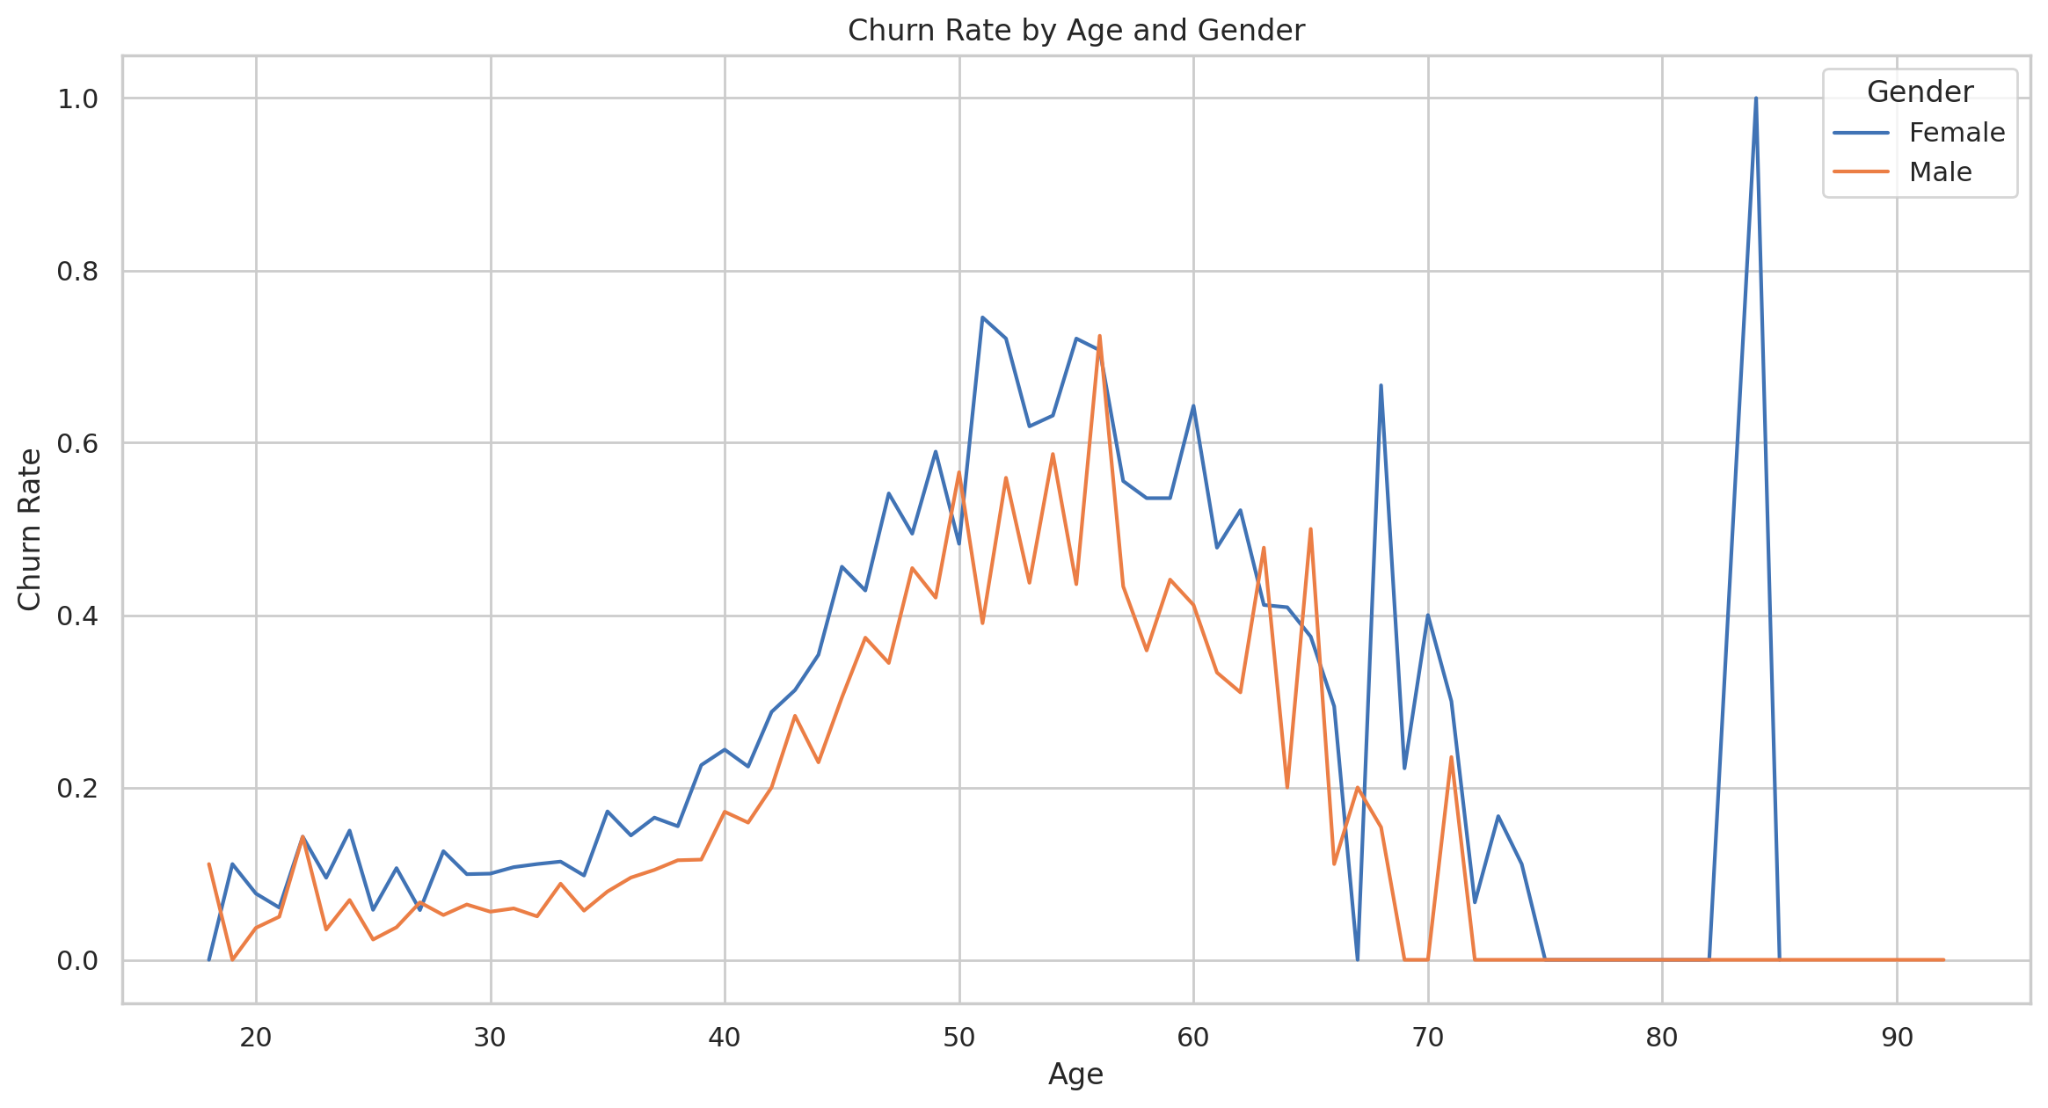 Churn Rate by Age and Gender
Gender
Female
Male
1.0
0.8
0.6
0.4
0.2
0.0
Churn Rate
20 30 40 50 60 70 80 90
Age